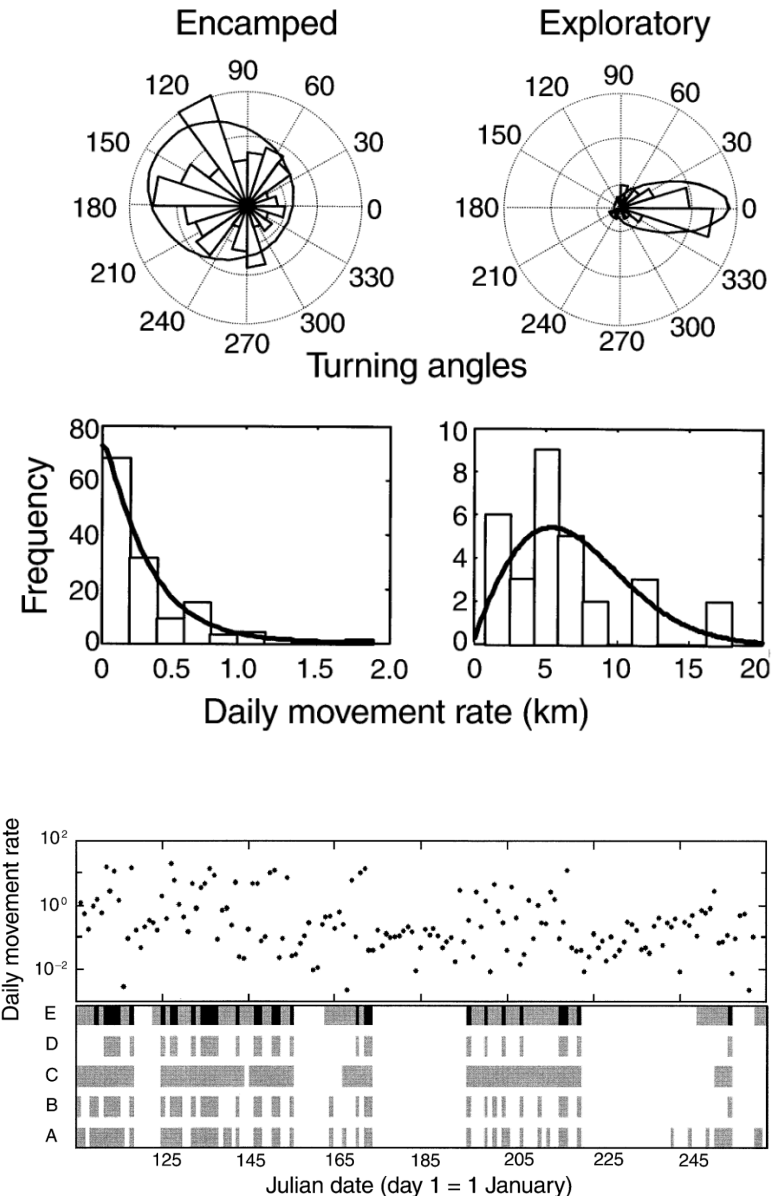 Encamped Exploratory
90 90
120 60 120 60
150 30 150 30
180 0 180 0
210 330 210 330
240 300 240 300
270 270
Turning angles
80 10
60 8
40 6
20 4
0 2
0
Frequency
0 0.5 1.0 1.5 2.0 0 5 10 15 20
Daily movement rate (km)
Daily movement rate
10²
10⁰
10⁻²
E
D
C
B
A
125 145 165 185 205 225 245
Julian date (day 1 = 1 January)